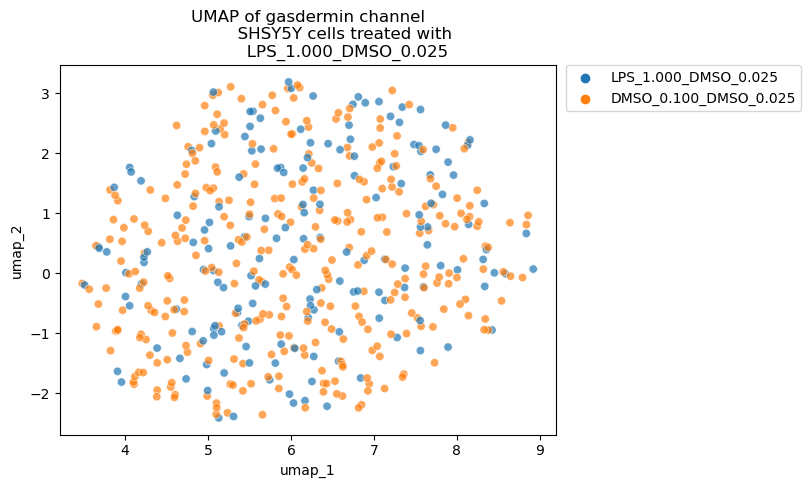 UMAP of gasdermin channel
SHSY5Y cells treated with
LPS_1.000_DMSO_0.025
LPS_1.000_DMSO_0.025
DMSO_0.100_DMSO_0.025
umap_2
3
2
1
0
−1
−2
4
5
6
7
8
9
umap_1